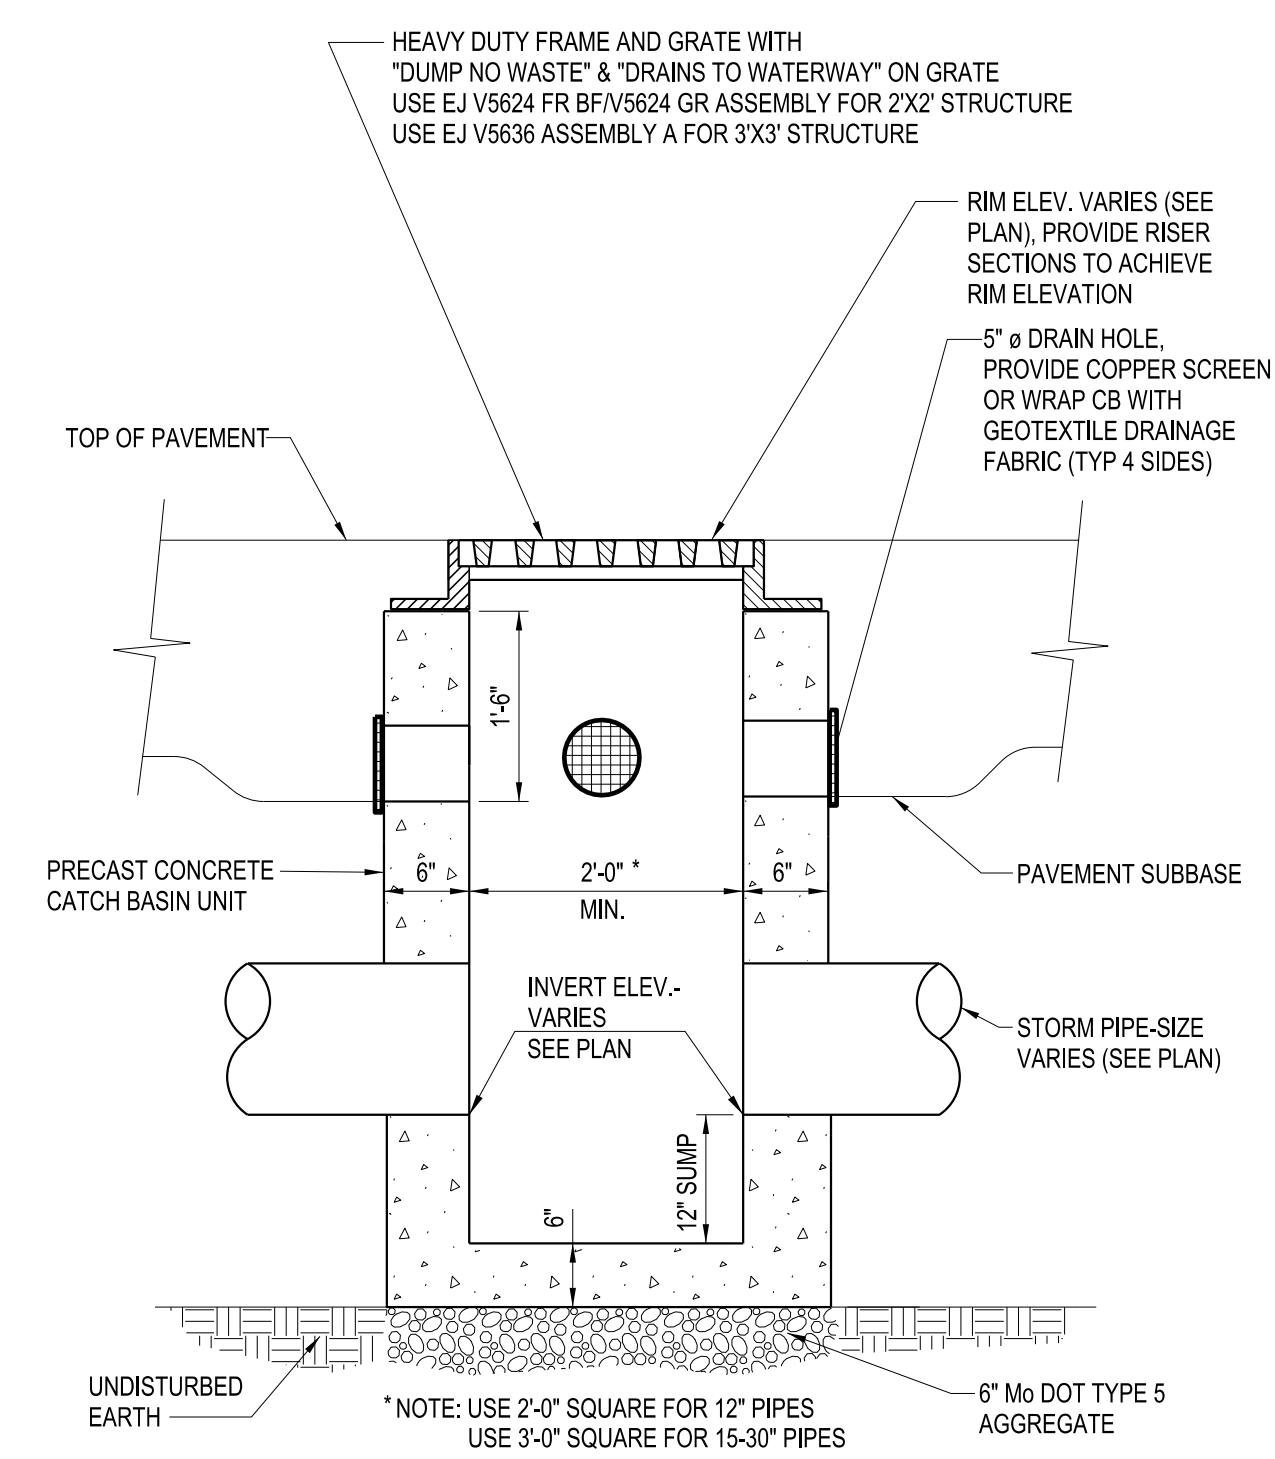 HEAVY DUTY FRAME AND GRATE WITH
"DUMP NO WASTE" & "DRAINS TO WATERWAY" ON GRATE
USE EJ V5624 FR BF/V5624 GR ASSEMBLY FOR 2'X2' STRUCTURE
USE EJ V5636 ASSEMBLY A FOR 3'X3' STRUCTURE
RIM ELEV. VARIES (SEE
PLAN), PROVIDE RISER
SECTIONS TO ACHIEVE
RIM ELEVATION
5" ø DRAIN HOLE,
PROVIDE COPPER SCREEN
OR WRAP CB WITH
GEOTEXTILE DRAINAGE
FABRIC (TYP 4 SIDES)
TOP OF PAVEMENT
1'-6"
PRECAST CONCRETE
CATCH BASIN UNIT
6"
2'-0" *
MIN.
6"
PAVEMENT SUBBASE
INVERT ELEV.-
VARIES
SEE PLAN
STORM PIPE-SIZE
VARIES (SEE PLAN)
12" SUMP
6"
UNDISTURBED
EARTH
* NOTE: USE 2'-0" SQUARE FOR 12" PIPES
USE 3'-0" SQUARE FOR 15-30" PIPES
6" Mo DOT TYPE 5
AGGREGATE